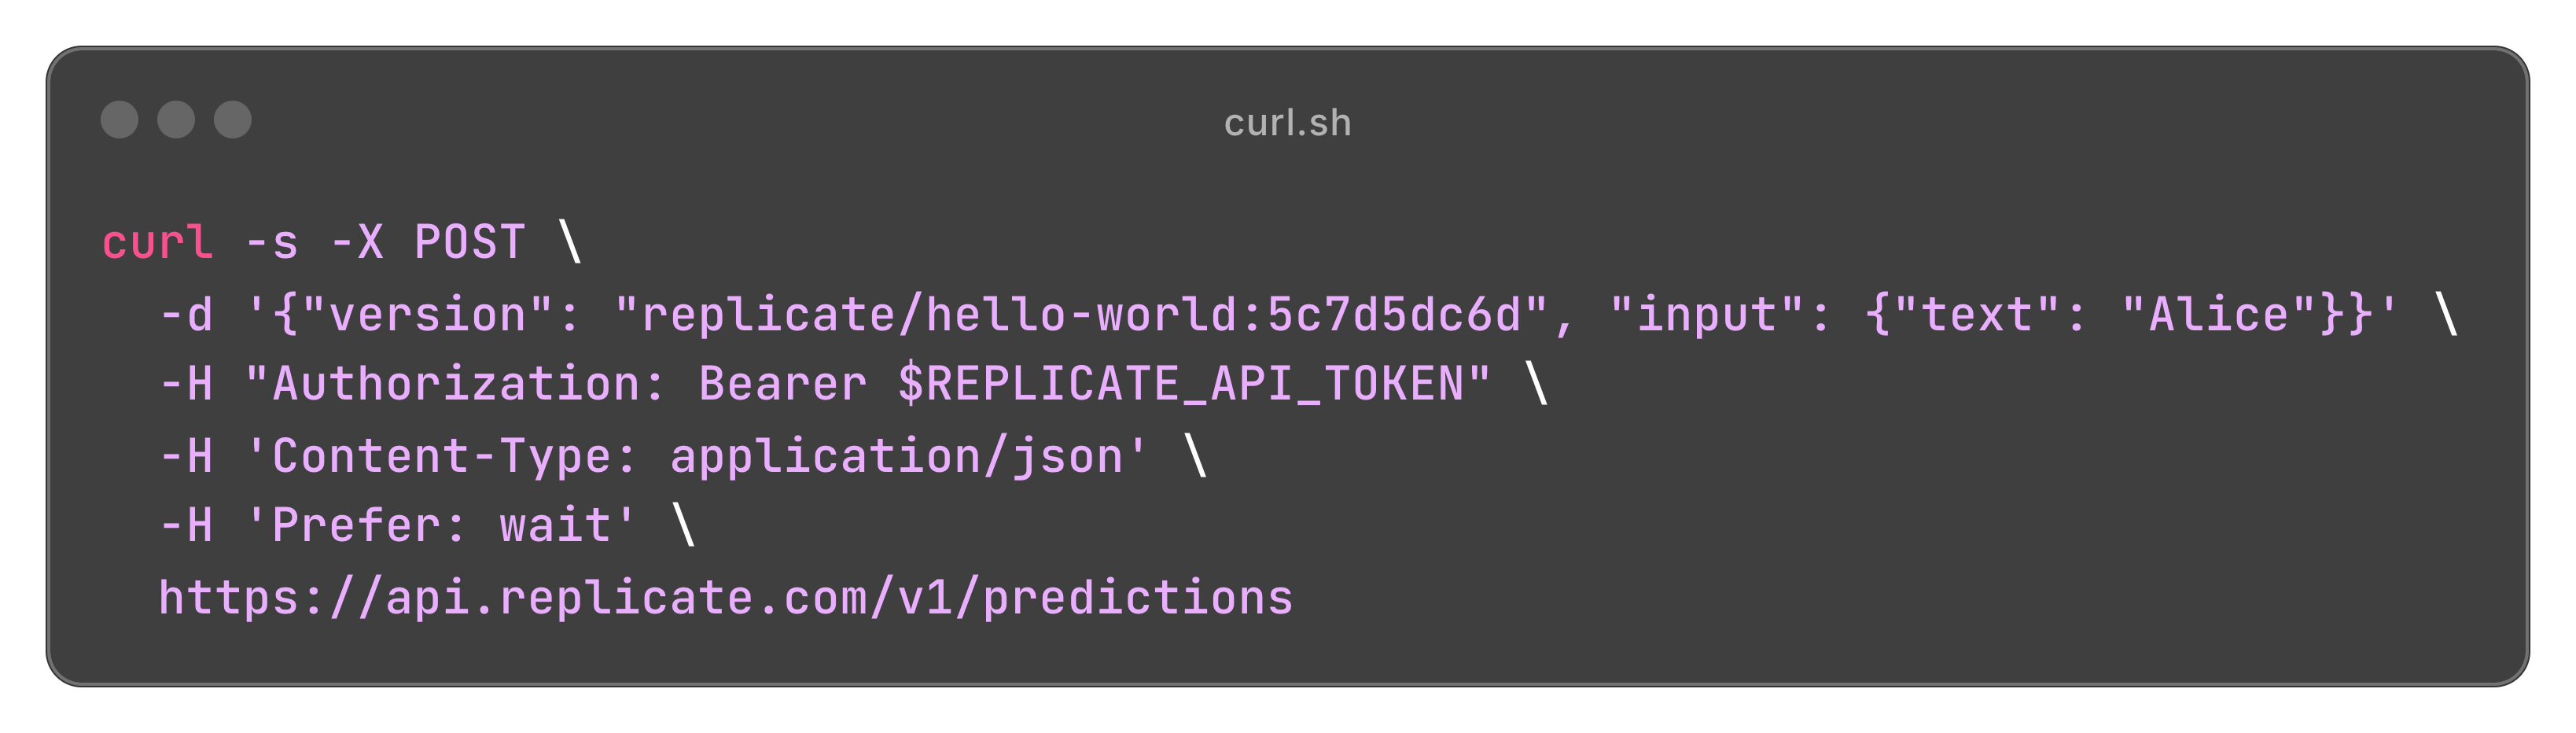 curl.sh
curl -s -X POST \
  -d '{"version": "replicate/hello-world:5c7d5dc6d", "input": {"text": "Alice"}}' \
  -H "Authorization: Bearer $REPLICATE_API_TOKEN" \
  -H 'Content-Type: application/json' \
  -H 'Prefer: wait' \
  https://api.replicate.com/v1/predictions